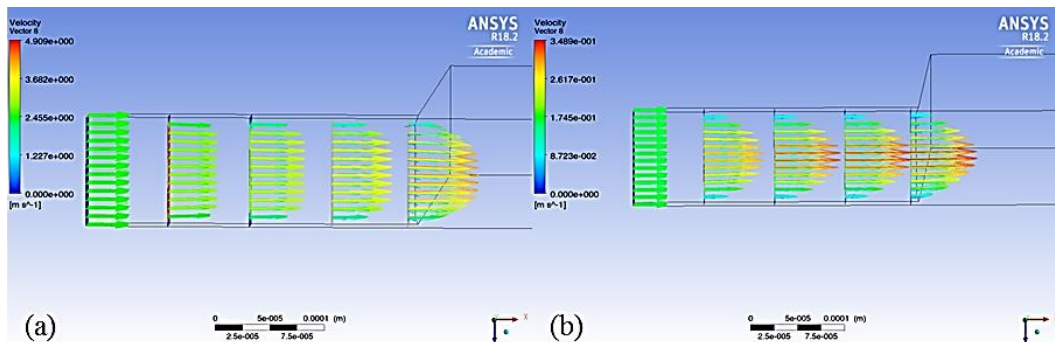 Velocity
Vector 8
4.909e+000
3.682e+000
2.455e+000
1.227e+000
0.000e+000
[m s^-1]
ANSYS
R18.2
Academic
(a)
0 5e-005 0.0001 (m)
2.5e-005 7.5e-005
X
Velocity
Vector 8
3.489e-001
2.617e-001
1.745e-001
8.723e-002
0.000e+000
[m s^-1]
ANSYS
R18.2
Academic
(b)
0 5e-005 0.0001 (m)
2.5e-005 7.5e-005
X